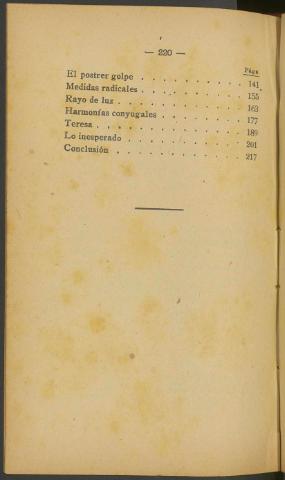 — 220 —
Págs
El postrer golpe . . . . . . . . . 141
Medidas radicales . . . . . . . . . 155
Rayo de luz . . . . . . . . . . . 163
Harmonías conyugales . . . . . . . 177
Teresa . . . . . . . . . . . . . 189
Lo inesperado . . . . . . . . . . 201
Conclusión . . . . . . . . . . . 217